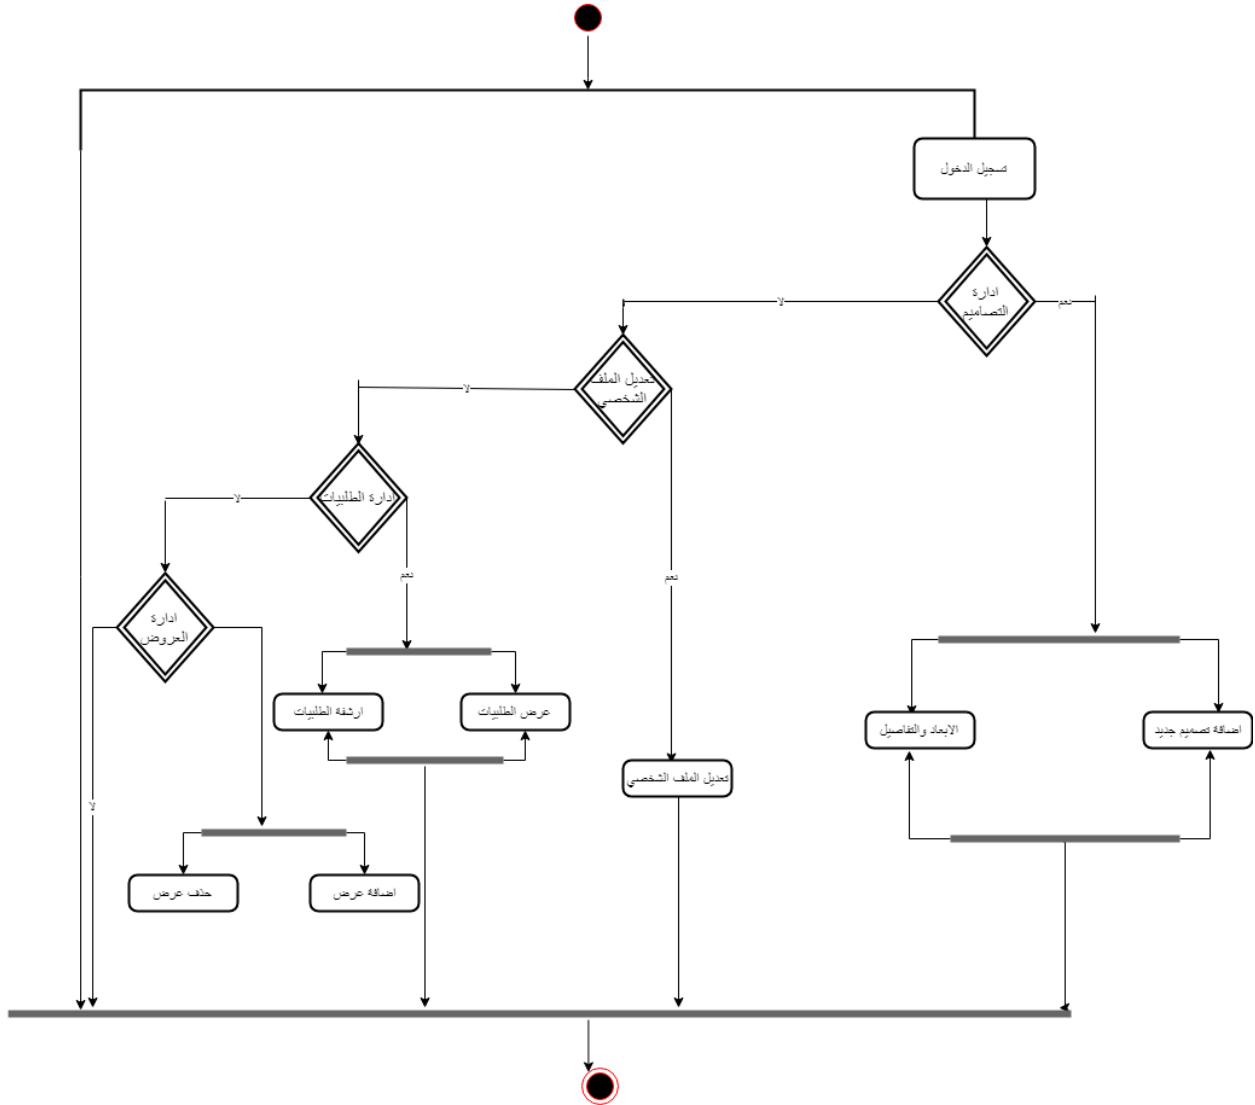 تسجيل الدخول
ادارة
التصاميم
نعم
لا
تعديل الملف
الشخصي
لا
ادارة الطلبيات
لا
نعم
نعم
ادارة
العروض
عرض الطلبيات
ارشفة الطلبيات
اضافة تصميم جديد
الابعاد والتفاصيل
تعديل الملف الشخصي
لا
اضافة عرض
حذف عرض